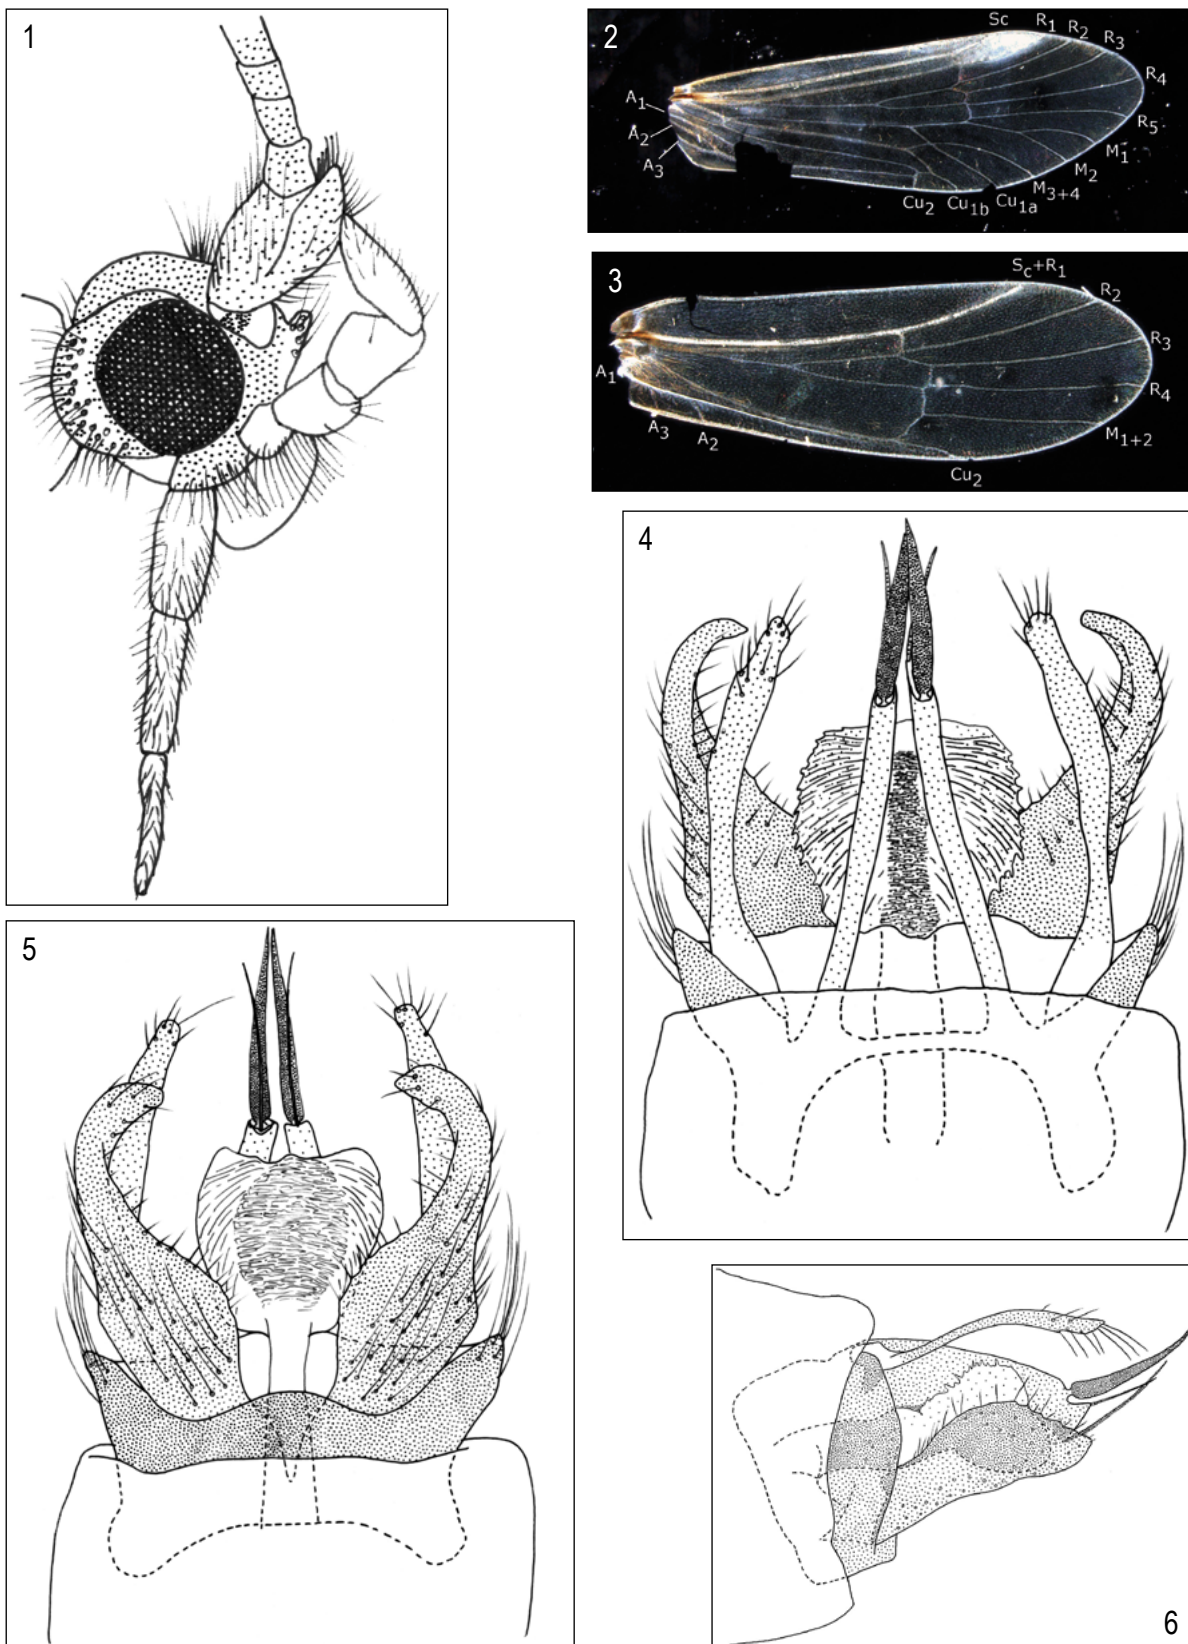 1
2
Sc R₁ R₂ R₃
R₄
R₅
M₁
M₂
M₃₊₄
Cu₁ₐ
Cu₁b
Cu₂
A₁
A₂
A₃
3
Sc+R₁
R₂
R₃
R₄
M₁₊₂
Cu₂
A₂
A₃
A₁
4
5
6